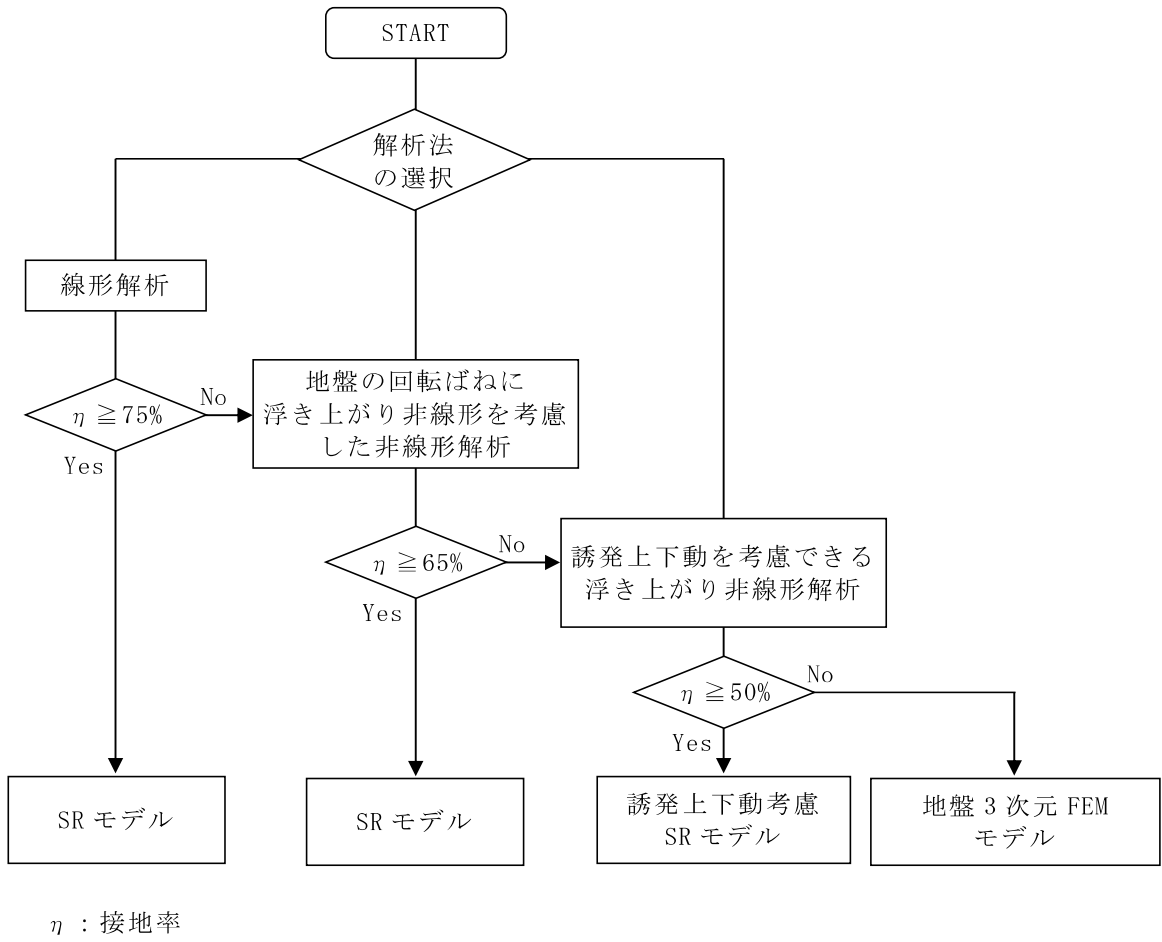 START
解析法
の選択
線形解析
η ≧75%
No
Yes
地盤の回転ばねに
浮き上がり非線形を考慮
した非線形解析
η ≧65%
No
Yes
誘発上下動を考慮できる
浮き上がり非線形解析
η ≧50%
No
Yes
SR モデル
SR モデル
誘発上下動考慮
SR モデル
地盤 3 次元 FEM
モデル
η :接地率